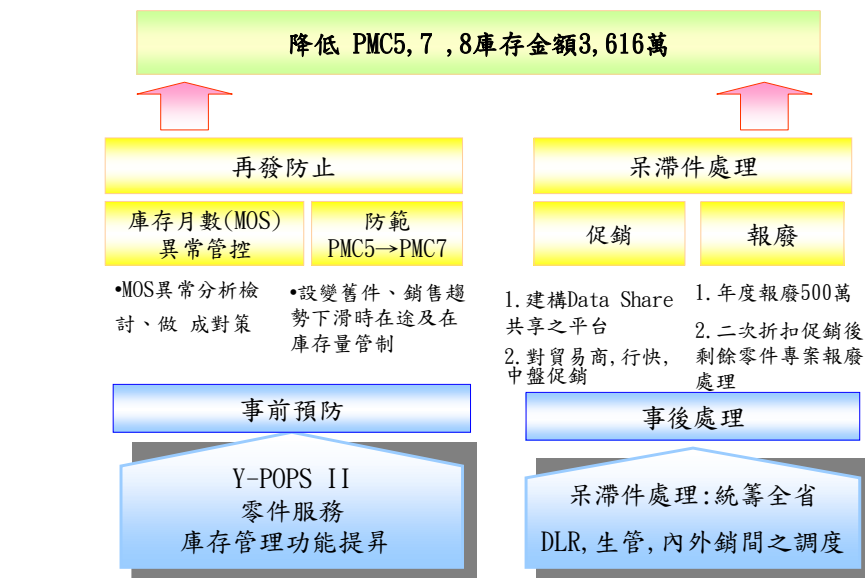 降低 PMC5,7 ,8庫存金額3,616萬
再發防止
呆滯件處理
庫存月數(MOS)
異常管控
防範
PMC5→PMC7
促銷
報廢
•MOS異常分析檢
討、做 成對策
•設變舊件、銷售趨
勢下滑時在途及在
庫存量管制
1.建構Data Share
共享之平台
2.對貿易商,行快,
中盤促銷
1.年度報廢500萬
2.二次折扣促銷後
剩餘零件專案報廢
處理
事前預防
事後處理
Y-POPS II
零件服務
庫存管理功能提昇
呆滯件處理:統籌全省
DLR,生管,內外銷間之調度